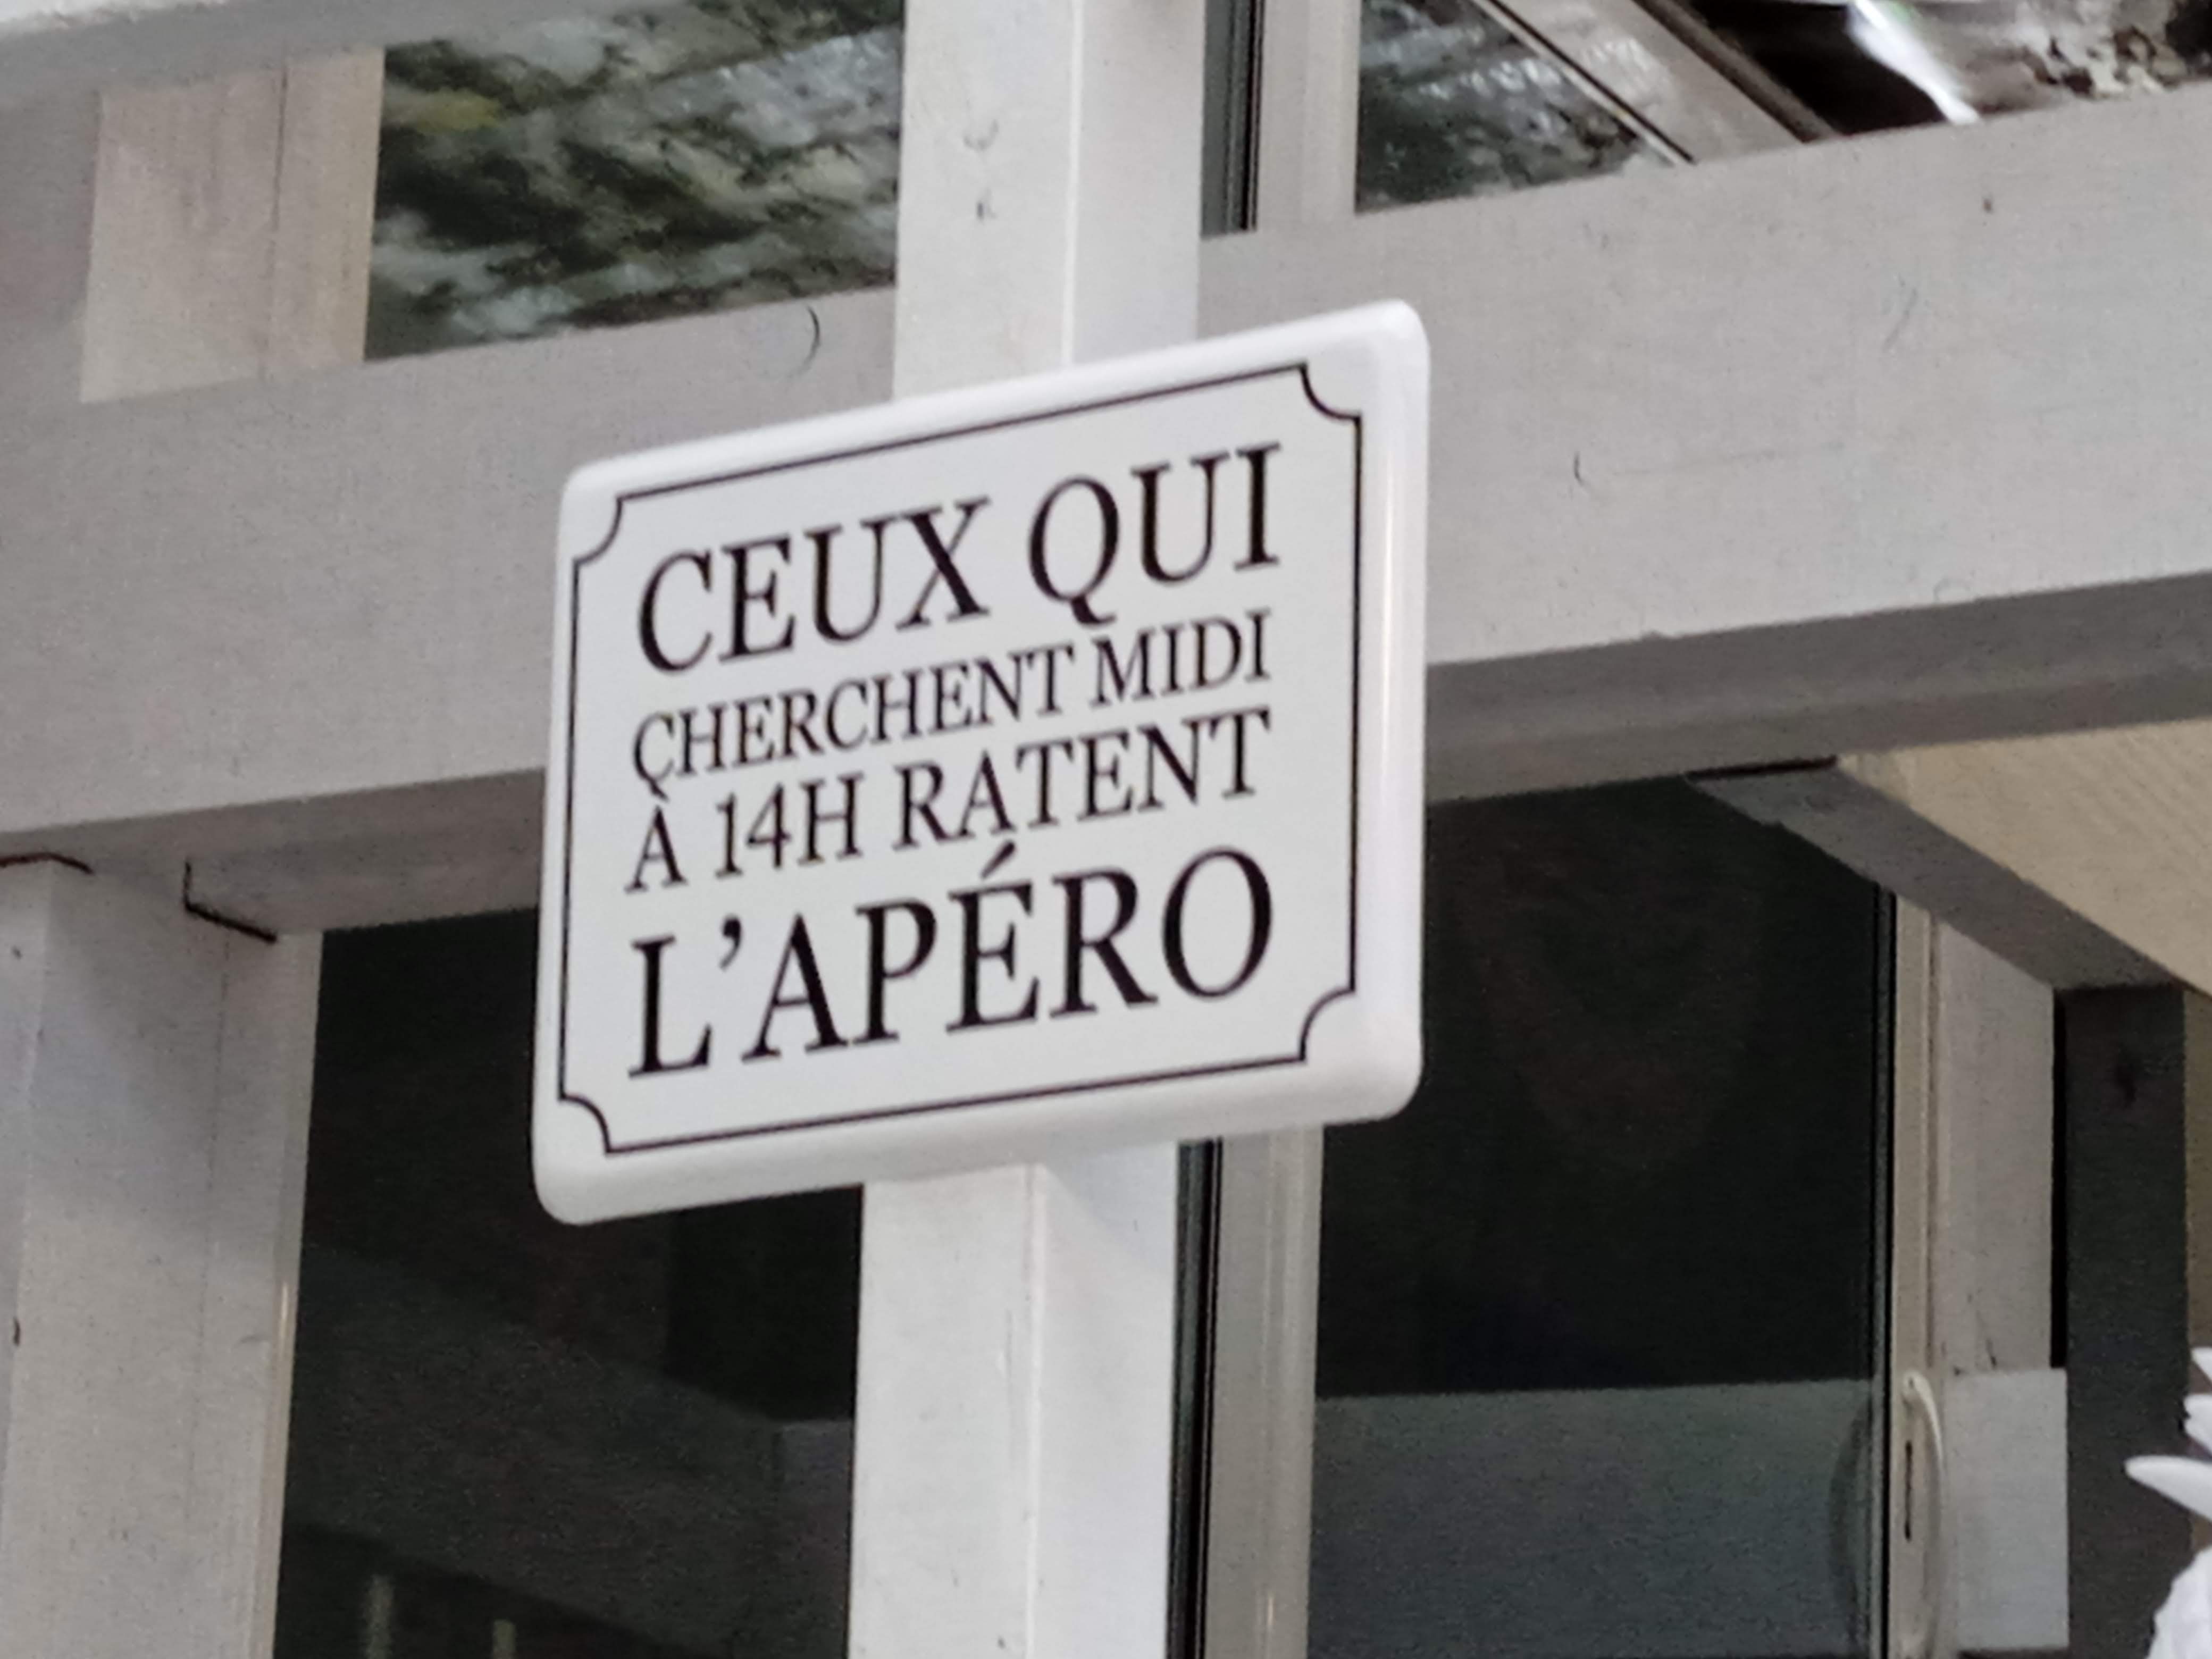 CEUX QUI
CHERCHENT MIDI
À 14H RATENT
L'APÉRO